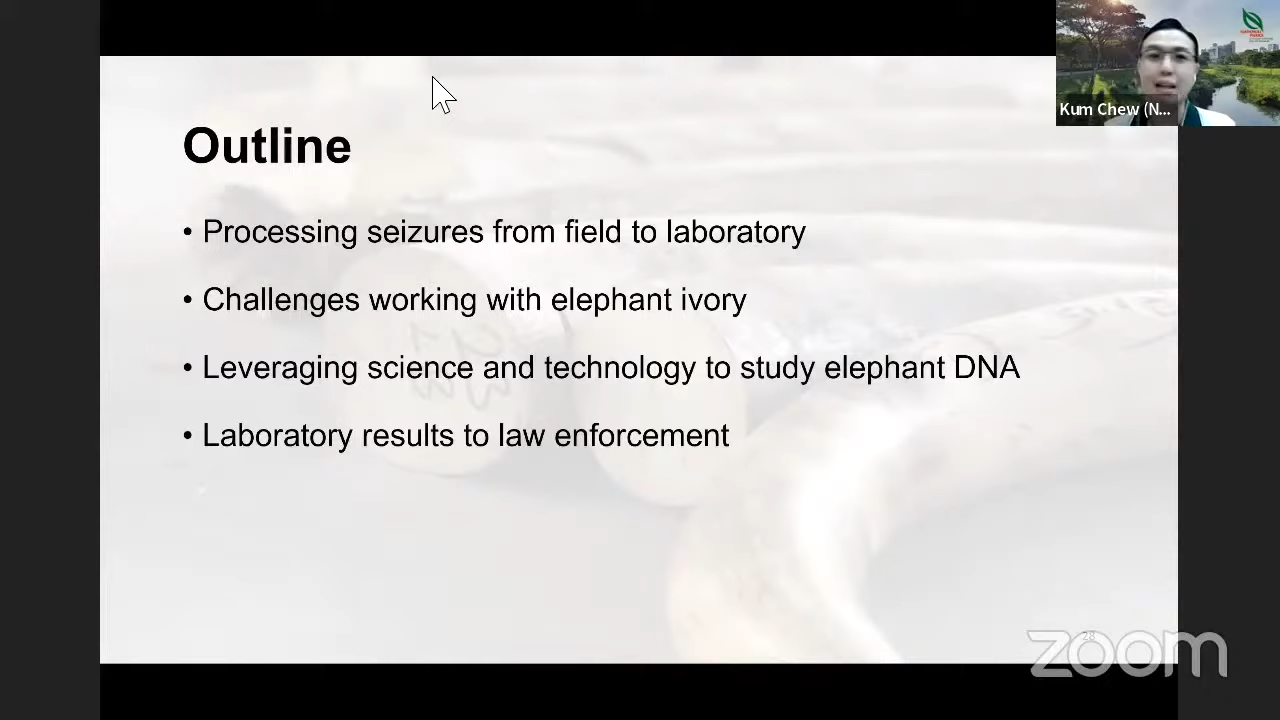 Kum Chew (N...
Outline
• Processing seizures from field to laboratory
• Challenges working with elephant ivory
• Leveraging science and technology to study elephant DNA
• Laboratory results to law enforcement
28
zoom